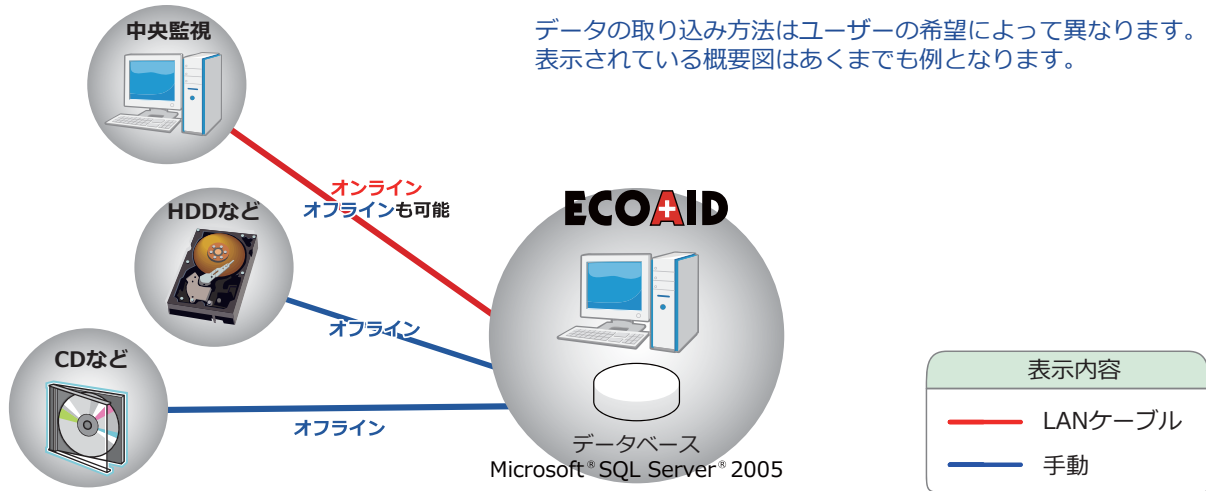 データの取り込み方法はユーザーの希望によって異なります。
表示されている概要図はあくまでも例となります。
中央監視
オンライン
オフラインも可能
HDDなど
オフライン
CDなど
オフライン
ECOAID
データベース
Microsoft® SQL Server® 2005
表示内容
LANケーブル
手動